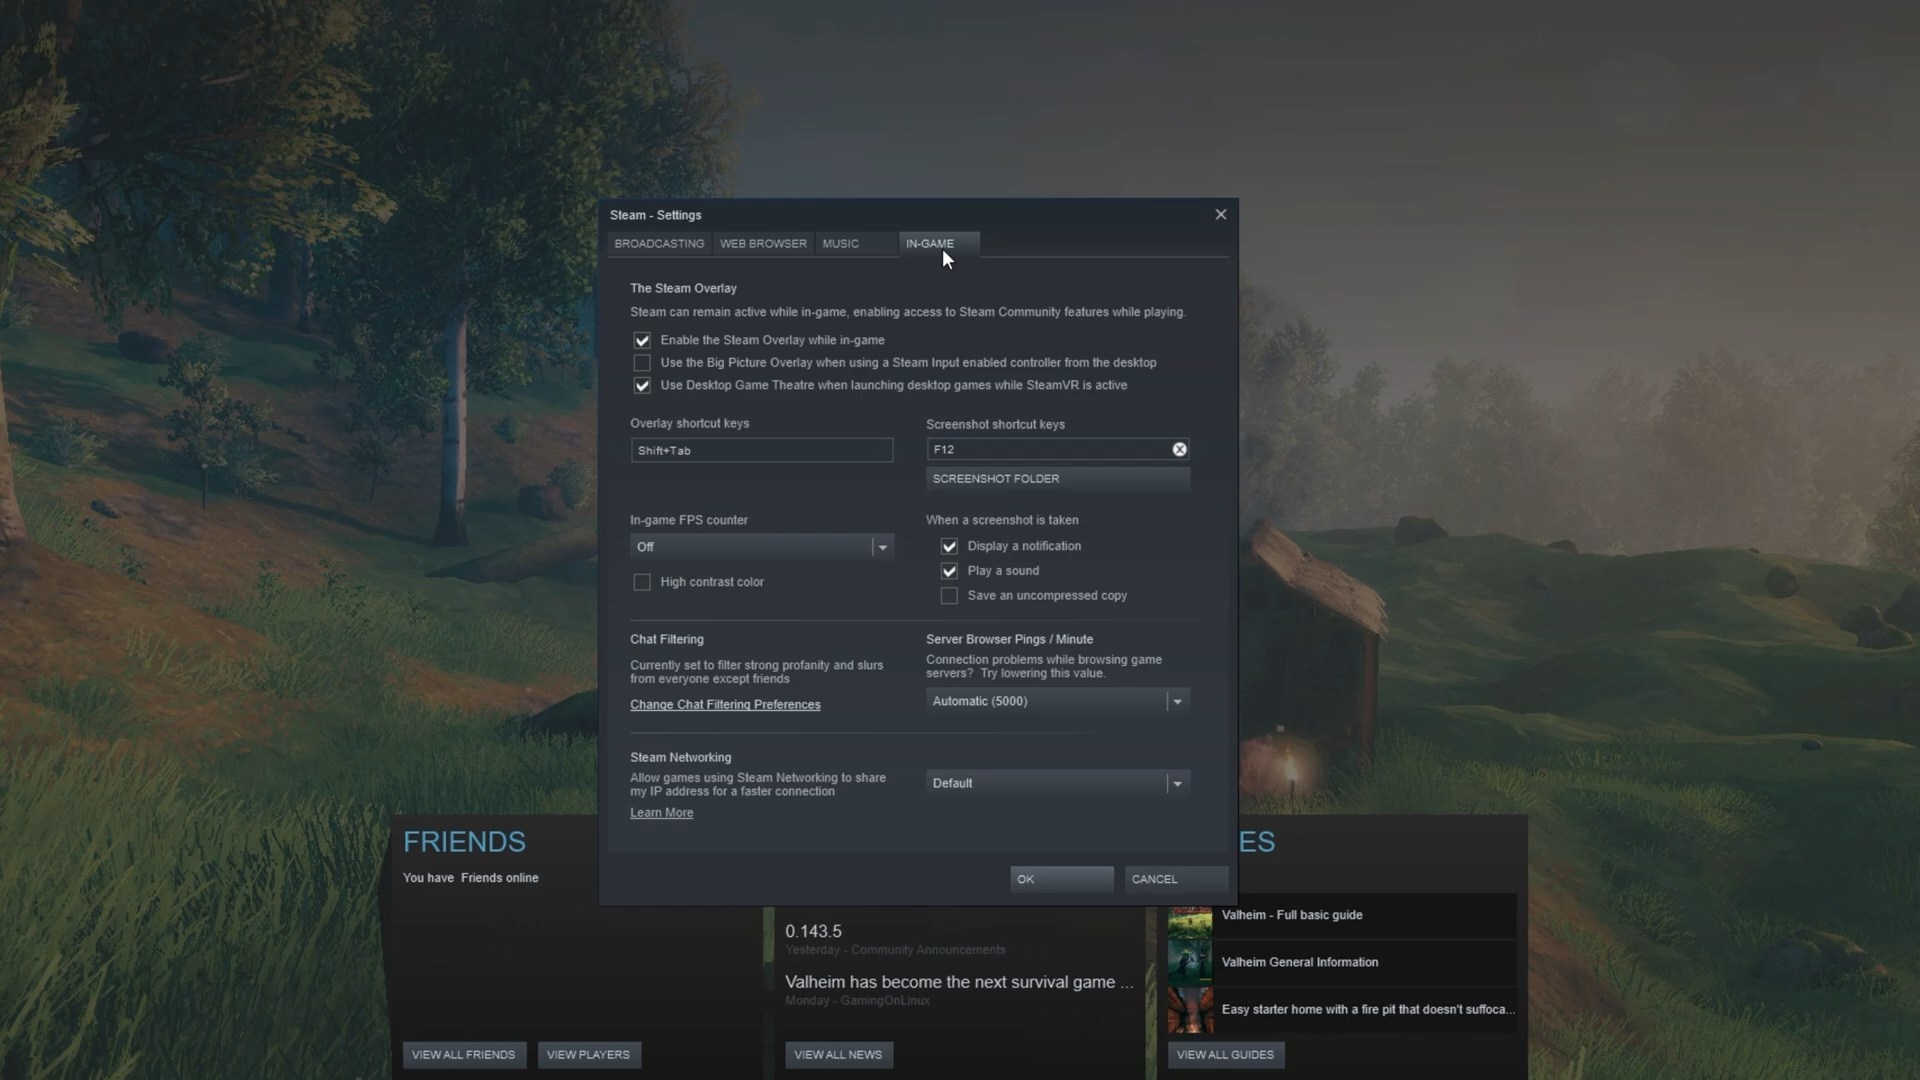 Steam - Settings
BROADCASTING
WEB BROWSER
MUSIC
IN-GAME
The Steam Overlay
Steam can remain active while in-game, enabling access to Steam Community features while playing.
Enable the Steam Overlay while in-game
Use the Big Picture Overlay when using a Steam Input enabled controller from the desktop
Use Desktop Game Theatre when launching desktop games while SteamVR is active
Overlay shortcut keys
Shift+Tab
Screenshot shortcut keys
F12
SCREENSHOT FOLDER
In-game FPS counter
Off
High contrast color
When a screenshot is taken
Display a notification
Play a sound
Save an uncompressed copy
Chat Filtering
Currently set to filter strong profanity and slurs
from everyone except friends
Change Chat Filtering Preferences
Server Browser Pings / Minute
Connection problems while browsing game
servers? Try lowering this value.
Automatic (5000)
Steam Networking
Allow games using Steam Networking to share
my IP address for a faster connection
Learn More
Default
OK
CANCEL
FRIENDS
You have Friends online
VIEW ALL FRIENDS
VIEW PLAYERS
0.143.5
Yesterday - Community Announcements
Valheim has become the next survival game ...
Monday - GamingOnLinux
VIEW ALL NEWS
ES
Valheim - Full basic guide
Valheim General Information
Easy starter home with a fire pit that doesn't suffoca...
VIEW ALL GUIDES